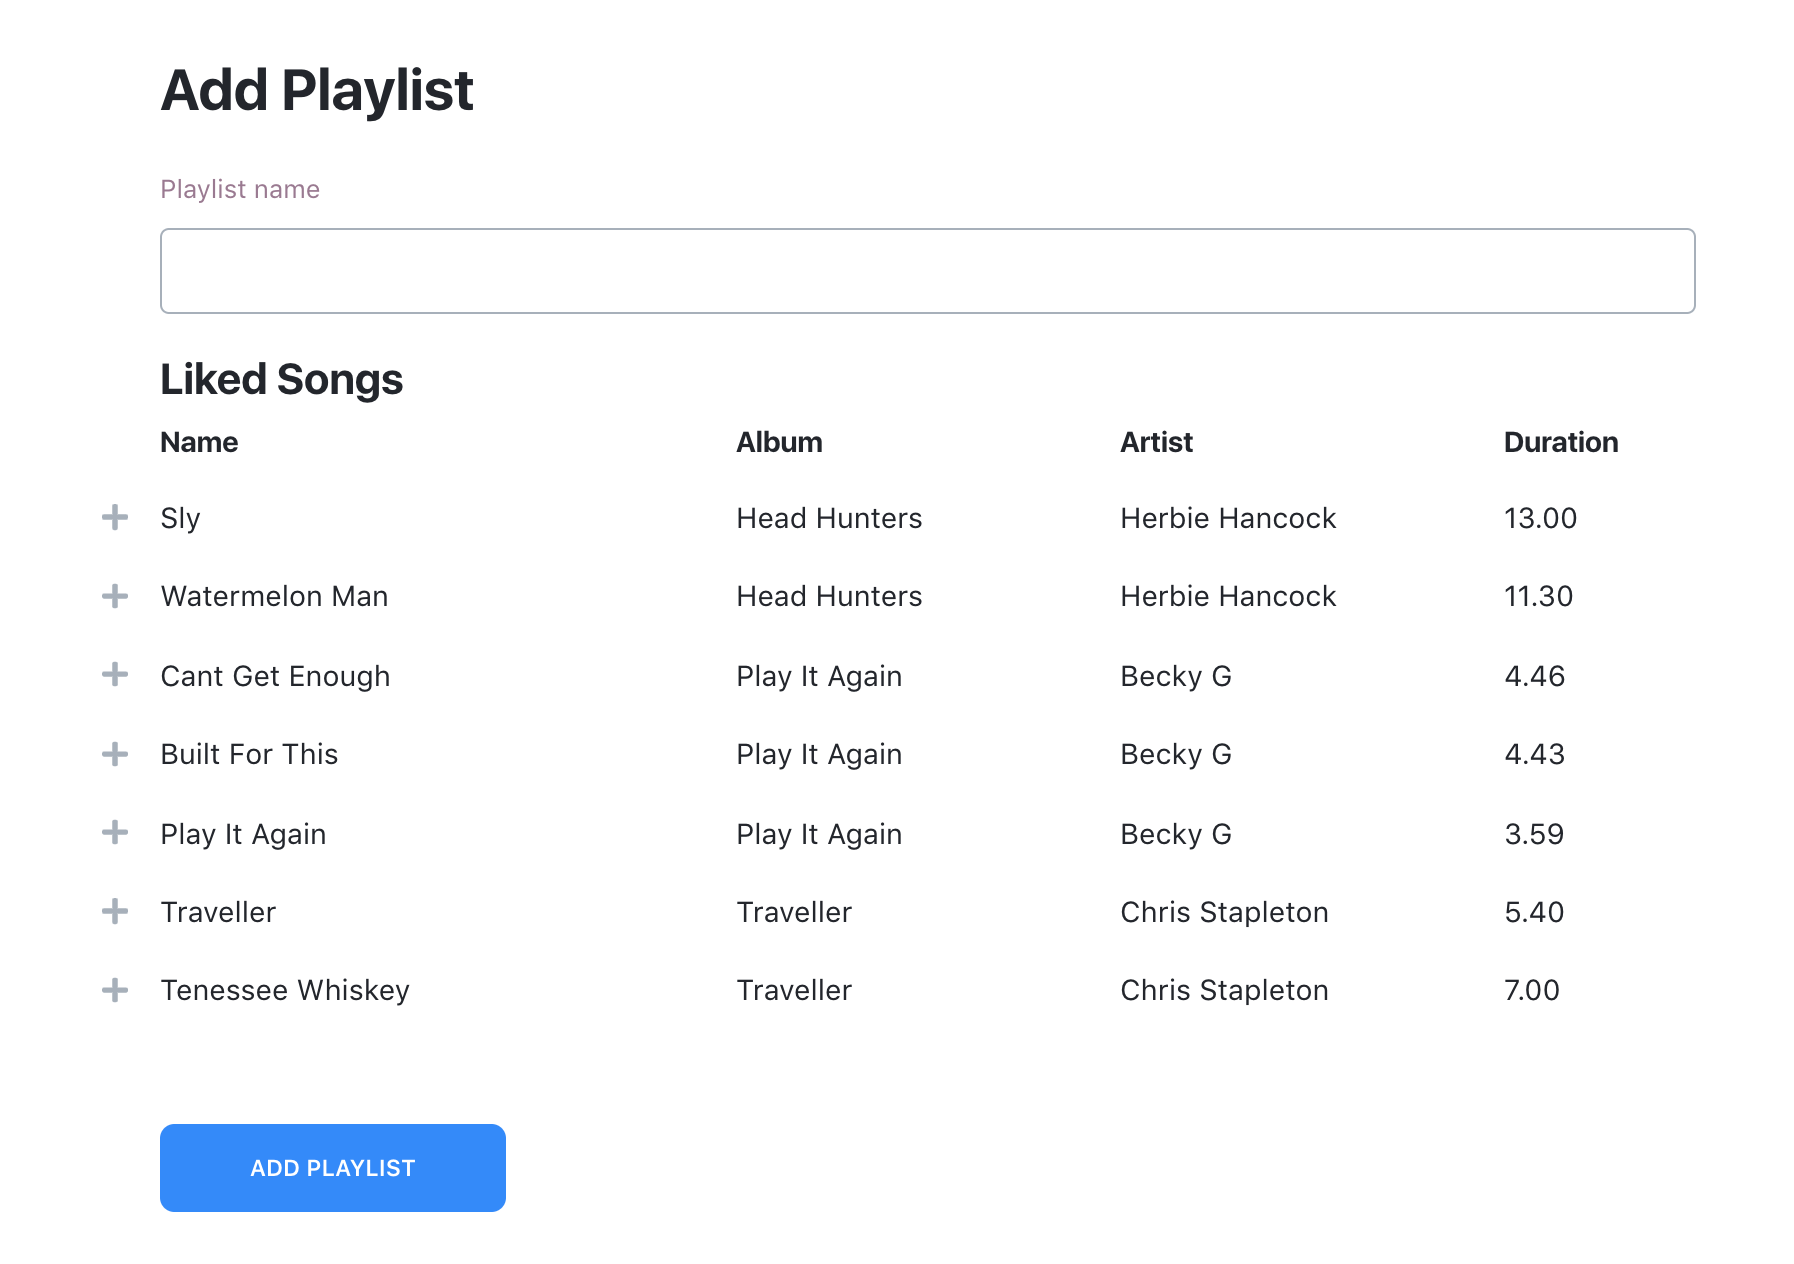 Add Playlist
Playlist name
Liked Songs
Name Album Artist Duration
Sly Head Hunters Herbie Hancock 13.00
Watermelon Man Head Hunters Herbie Hancock 11.30
Cant Get Enough Play It Again Becky G 4.46
Built For This Play It Again Becky G 4.43
Play It Again Play It Again Becky G 3.59
Traveller Traveller Chris Stapleton 5.40
Tenessee Whiskey Traveller Chris Stapleton 7.00
ADD PLAYLIST